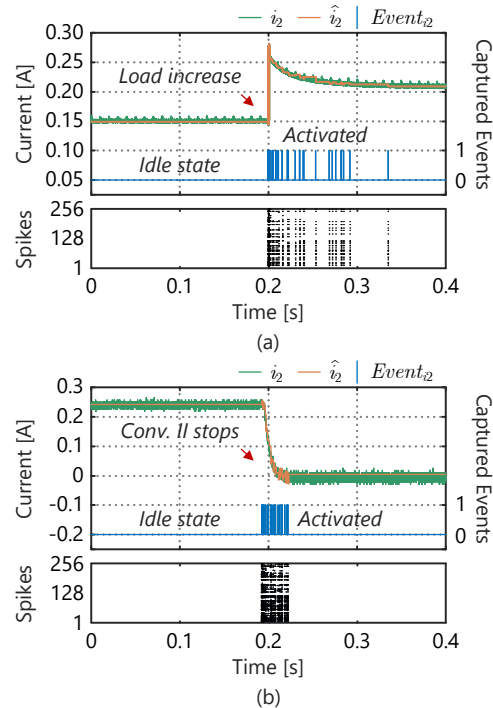 i₂ î₂ Event_{i2}
0.30
0.25
0.20
0.15
0.10
0.05
Current [A]
Load increase
Activated
Idle state
Captured Events
1
0
Spikes
256
128
1
0 0.1 0.2 0.3 0.4
Time [s]
(a)
i₂ î₂ Event_{i2}
0.3
0.2
0.1
0
-0.1
-0.2
Current [A]
Conv. II stops
Idle state
Activated
Captured Events
1
0
Spikes
256
128
1
0 0.1 0.2 0.3 0.4
Time [s]
(b)